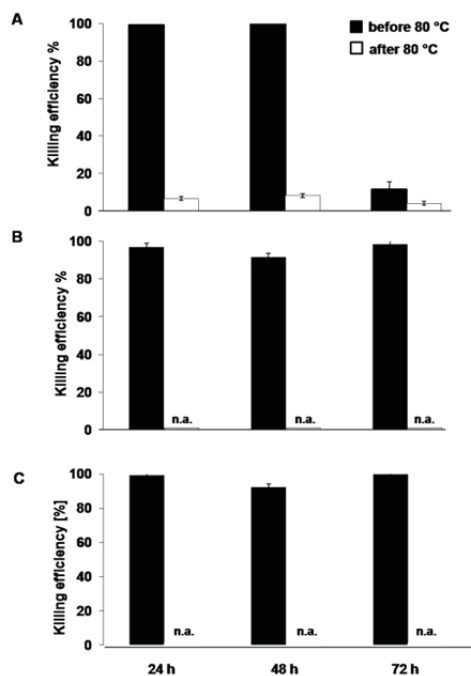 A
100
80
60
40
20
0
Killing efficiency %
before 80 °C
after 80 °C
B
100
80
60
40
20
0
Killing efficiency %
n.a.
n.a.
n.a.
C
100
80
60
40
20
0
Killing efficiency [%]
n.a.
n.a.
n.a.
24 h
48 h
72 h